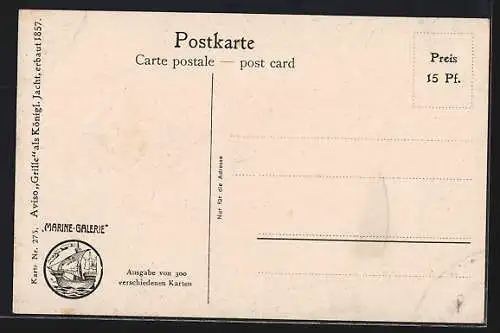 Postkarte
Carte postale — post card
Preis
15 Pf.
Karte Nr. 275. Aviso „Grille“ als Königl. Jacht, erbaut 1857.
Nur für die Adresse
„MARINE-GALERIE“
Ausgabe von 300
verschiedenen Karten